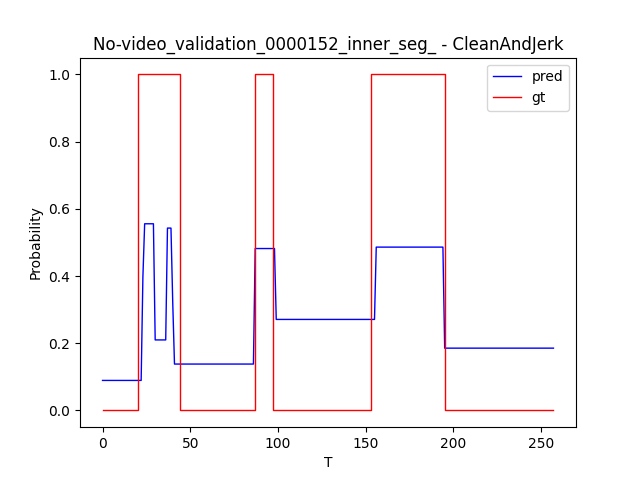 No-video_validation_0000152_inner_seg_ - CleanAndJerk
pred
gt
1.0
0.8
0.6
0.4
0.2
0.0
Probability
0
50
100
150
200
250
T